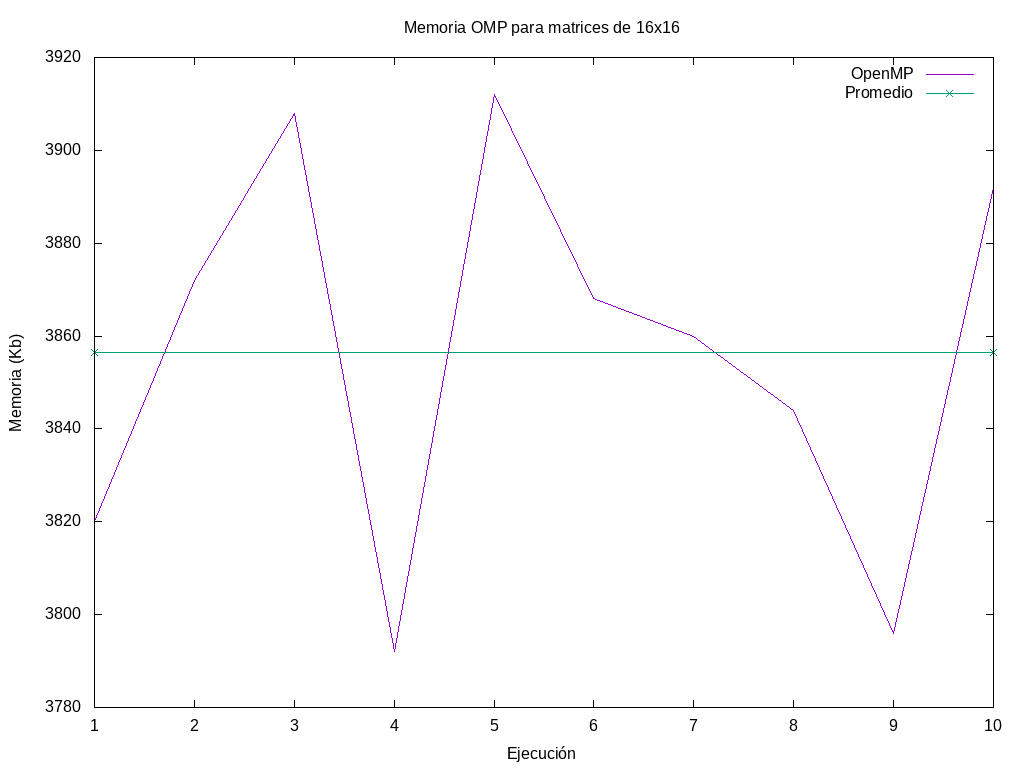 Memoria OMP para matrices de 16x16
OpenMP
Promedio
3920
3900
3880
3860
3840
3820
3800
3780
Memoria (Kb)
1 2 3 4 5 6 7 8 9 10
Ejecución